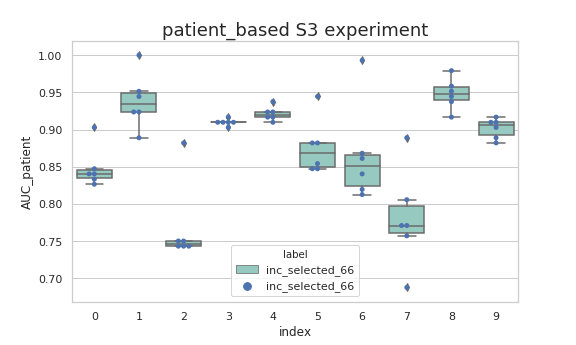 patient_based S3 experiment
AUC_patient
1.00
0.95
0.90
0.85
0.80
0.75
0.70
label
inc_selected_66
inc_selected_66
0 1 2 3 4 5 6 7 8 9
index